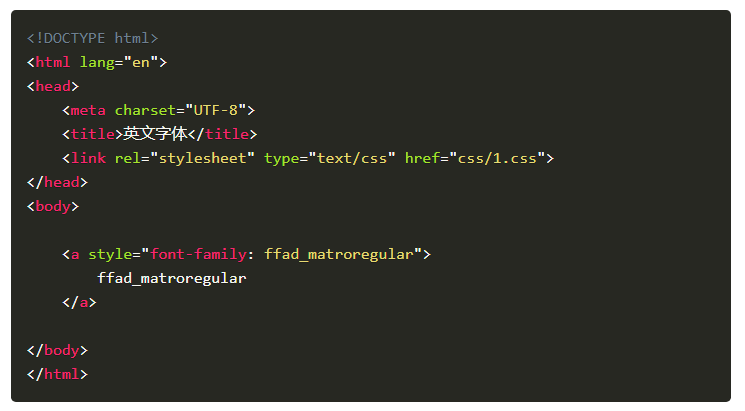 <!DOCTYPE html>
<html lang="en">
<head>
    <meta charset="UTF-8">
    <title>英文字体</title>
    <link rel="stylesheet" type="text/css" href="css/1.css">
</head>
<body>

    <a style="font-family: ffad_matroregular">
        ffad_matroregular
    </a>

</body>
</html>